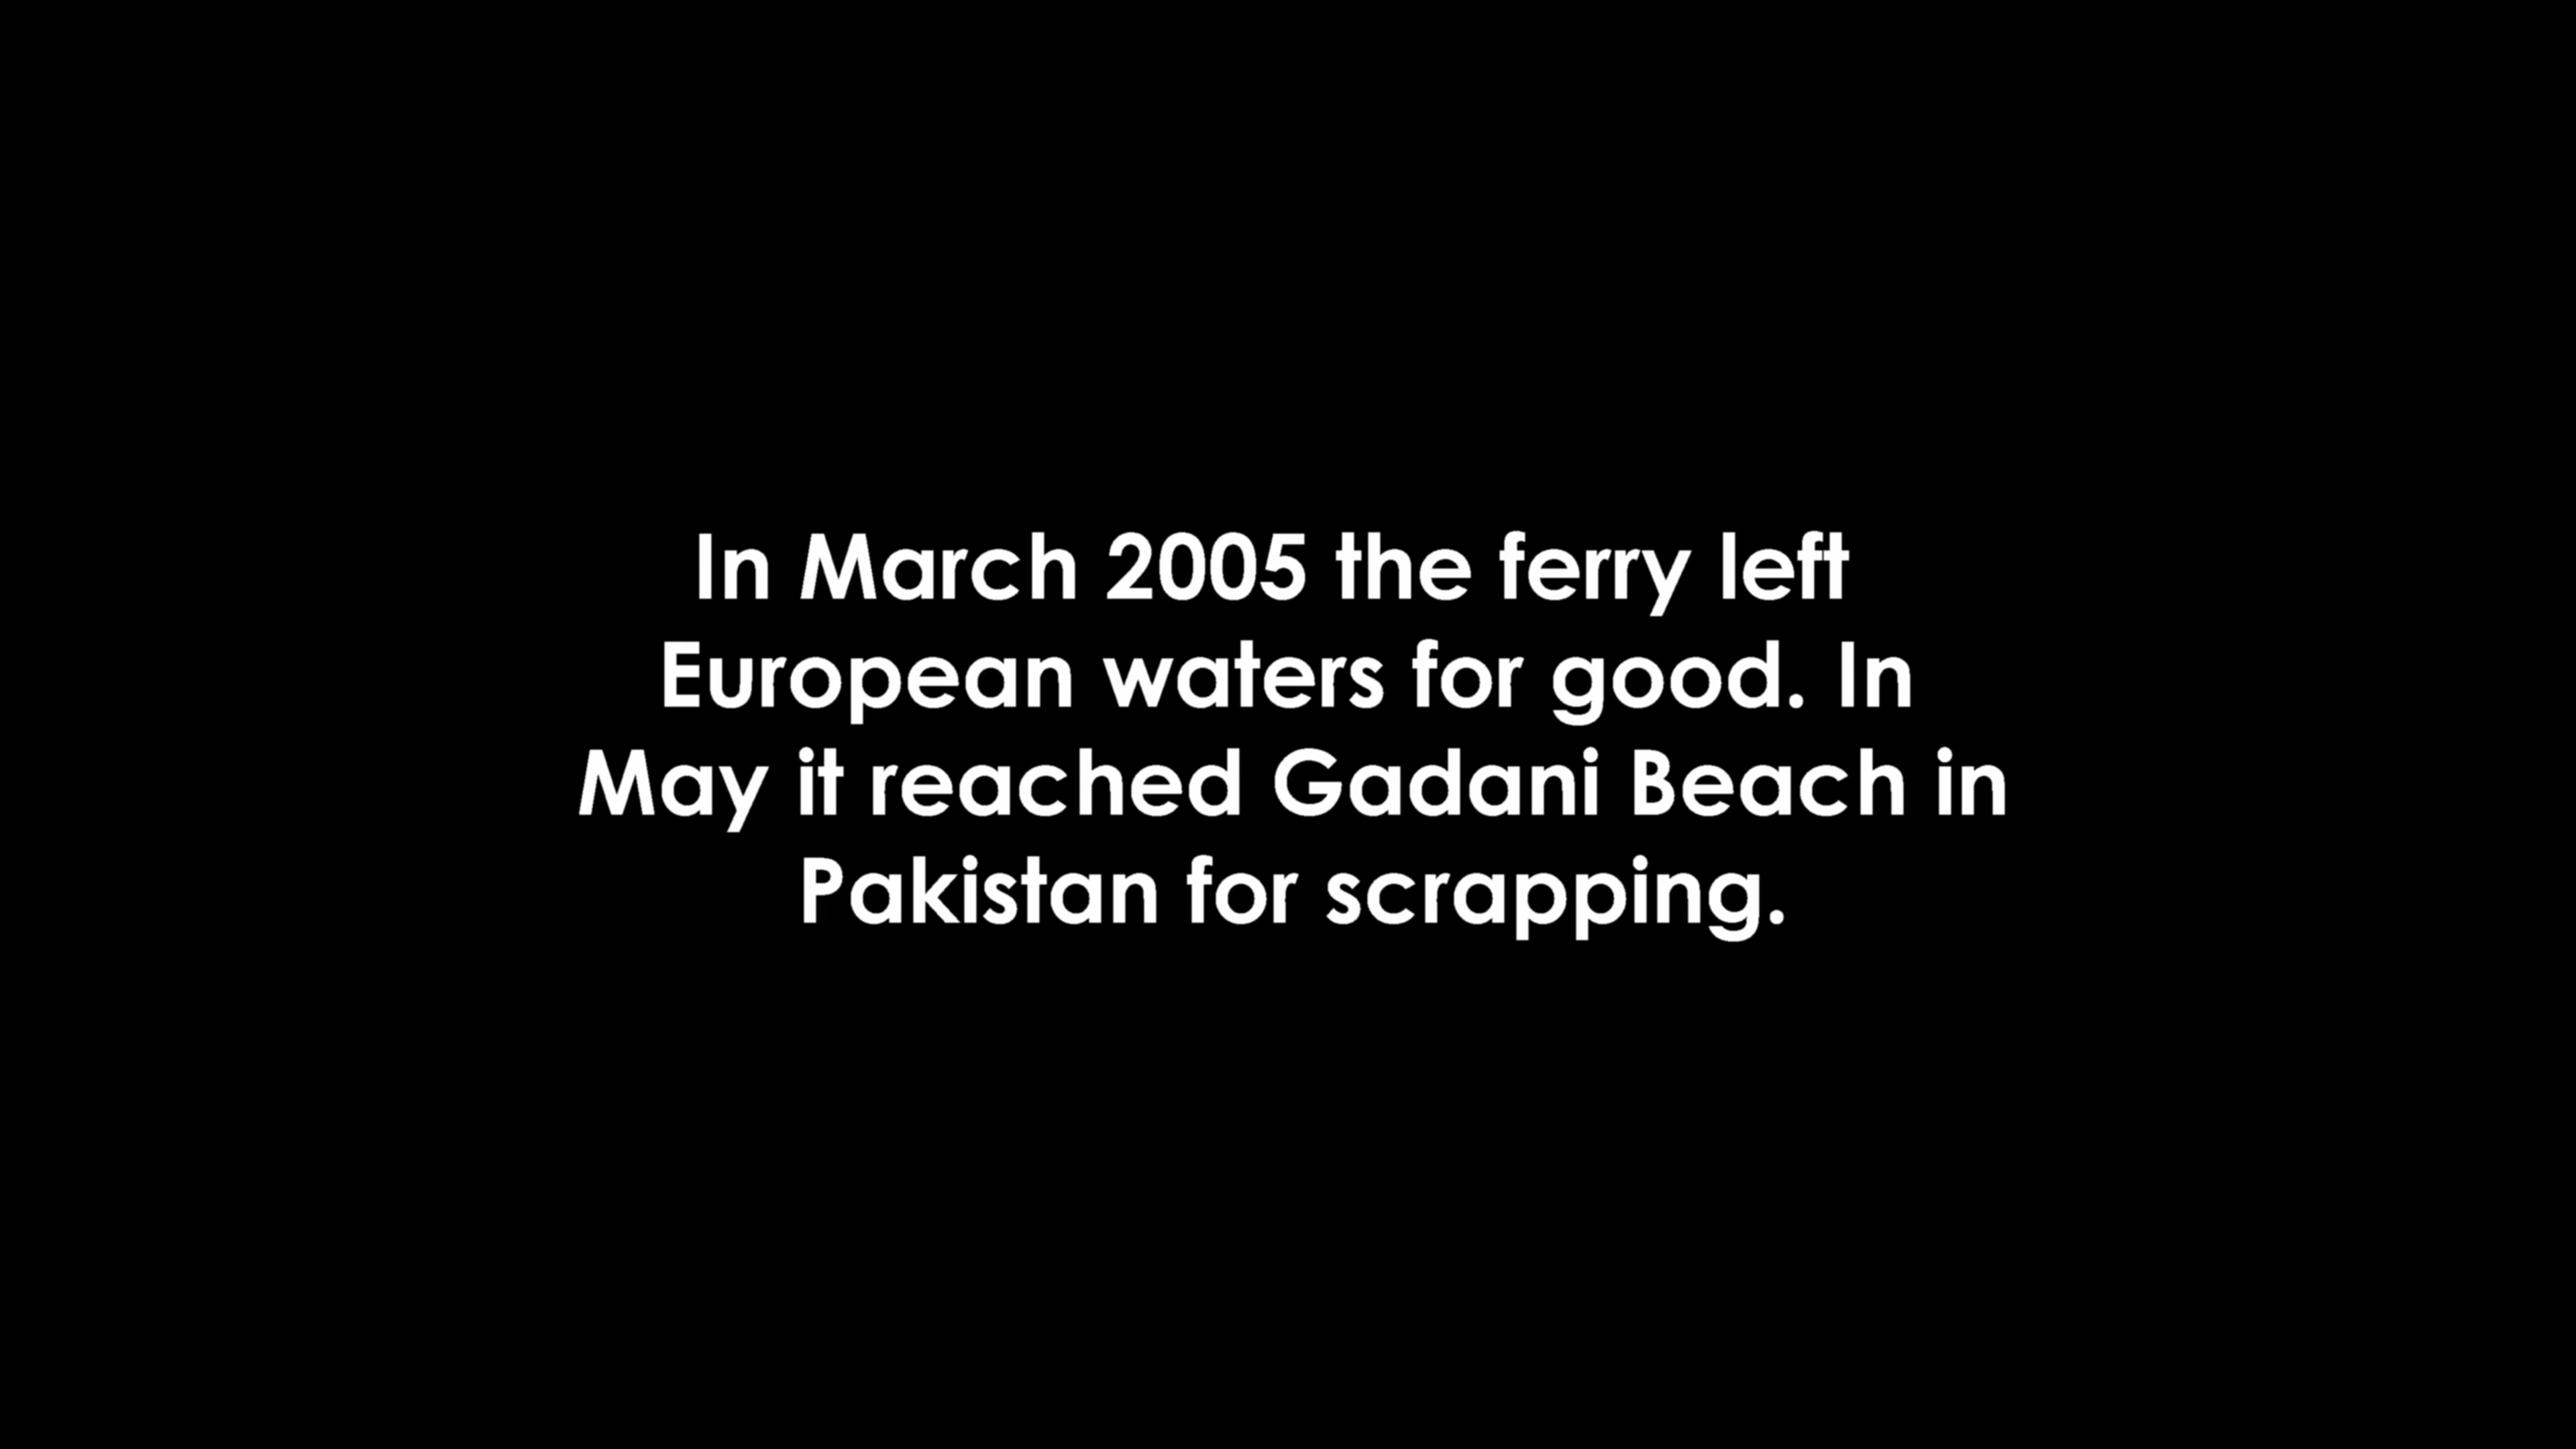 In March 2005 the ferry left
European waters for good. In
May it reached Gadani Beach in
Pakistan for scrapping.